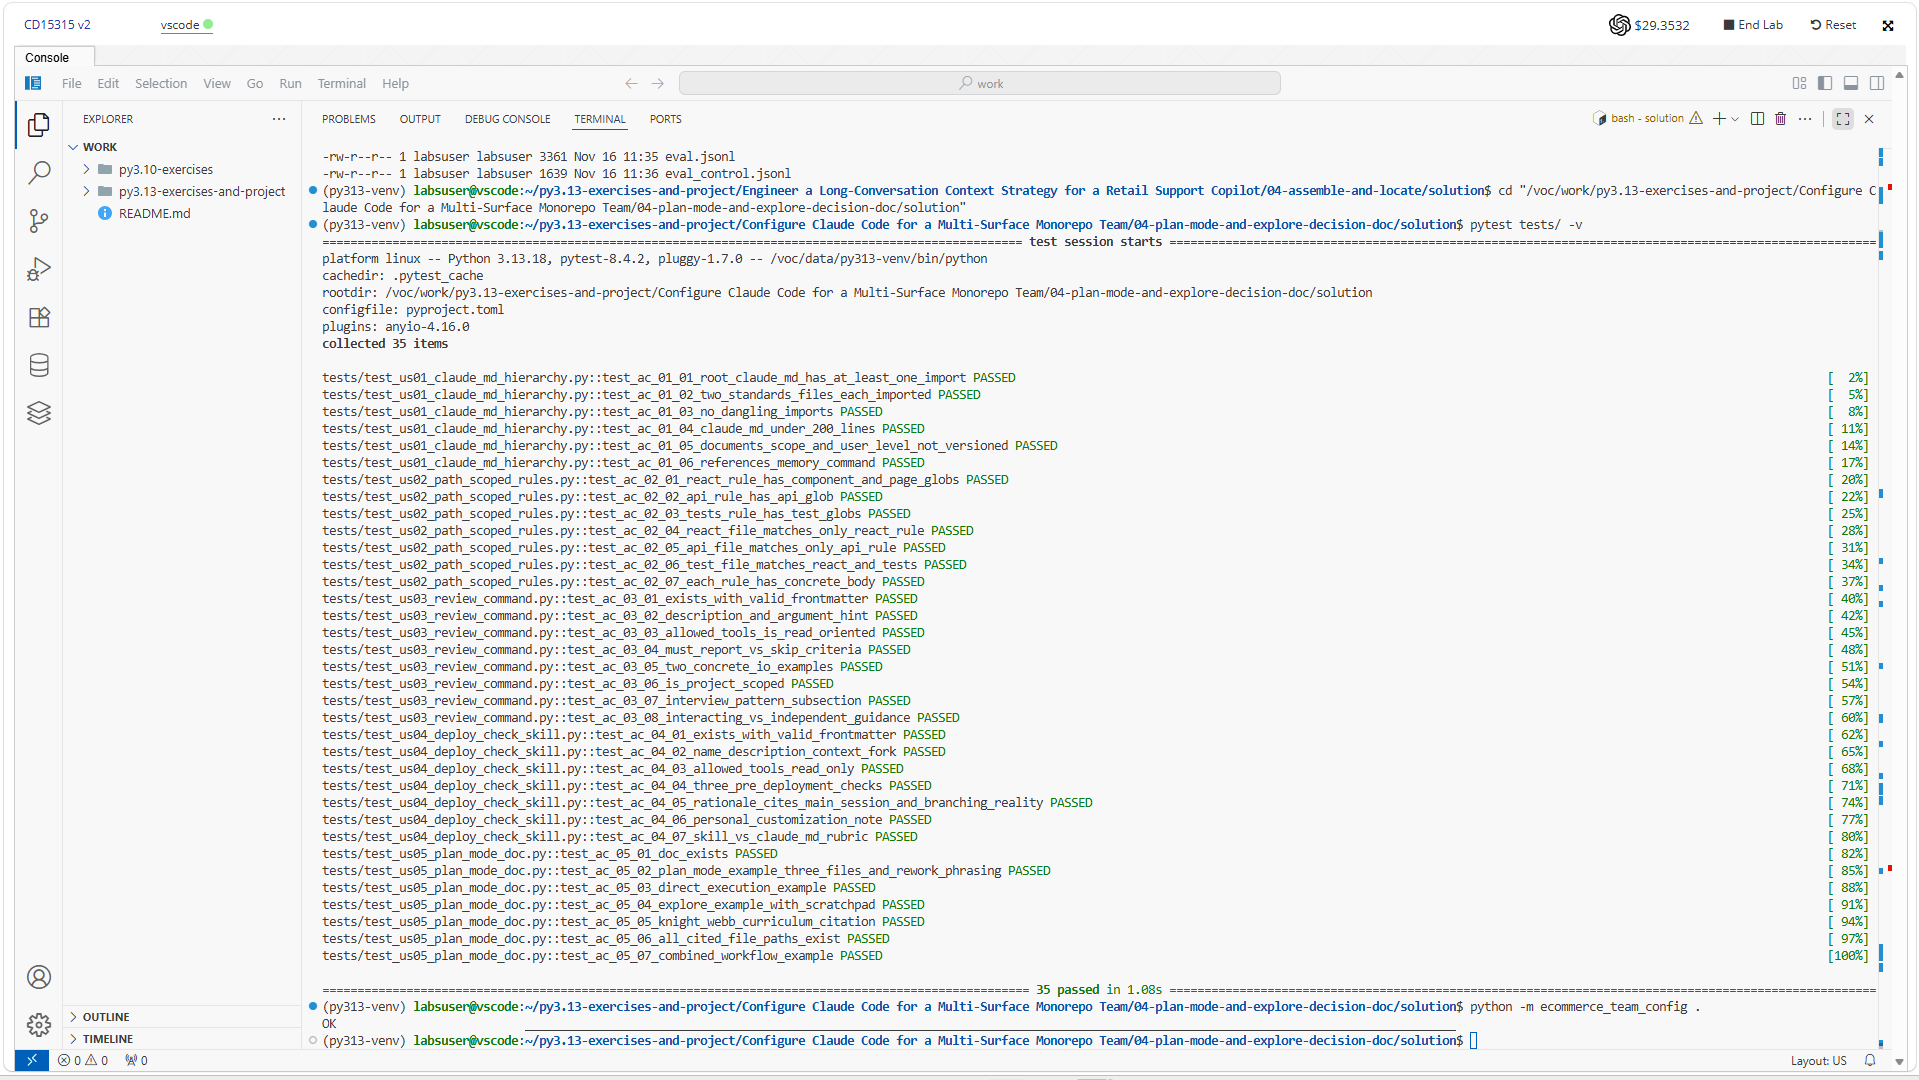 CD15315 v2
vscode
$29.3532
End Lab
Reset
Console
File Edit Selection View Go Run Terminal Help
work
EXPLORER
WORK
py3.10-exercises
py3.13-exercises-and-project
README.md
OUTLINE
TIMELINE
PROBLEMS OUTPUT DEBUG CONSOLE TERMINAL PORTS
bash - solution
-rw-r--r-- 1 labsuser labsuser 3361 Nov 16 11:35 eval.jsonl
-rw-r--r-- 1 labsuser labsuser 1639 Nov 16 11:36 eval_control.jsonl
(py313-venv) labsuser@vscode:~/py3.13-exercises-and-project/Engineer a Long-Conversation Context Strategy for a Retail Support Copilot/04-assemble-and-locate/solution$ cd "/voc/work/py3.13-exercises-and-project/Configure C
laude Code for a Multi-Surface Monorepo Team/04-plan-mode-and-explore-decision-doc/solution"
(py313-venv) labsuser@vscode:~/py3.13-exercises-and-project/Configure Claude Code for a Multi-Surface Monorepo Team/04-plan-mode-and-explore-decision-doc/solution$ pytest tests/ -v
test session starts
platform linux -- Python 3.13.18, pytest-8.4.2, pluggy-1.7.0 -- /voc/data/py313-venv/bin/python
cachedir: .pytest_cache
rootdir: /voc/work/py3.13-exercises-and-project/Configure Claude Code for a Multi-Surface Monorepo Team/04-plan-mode-and-explore-decision-doc/solution
configfile: pyproject.toml
plugins: anyio-4.16.0
collected 35 items
tests/test_us01_claude_md_hierarchy.py::test_ac_01_01_root_claude_md_has_at_least_one_import PASSED [ 2%]
tests/test_us01_claude_md_hierarchy.py::test_ac_01_02_two_standards_files_each_imported PASSED [ 5%]
tests/test_us01_claude_md_hierarchy.py::test_ac_01_03_no_dangling_imports PASSED [ 8%]
tests/test_us01_claude_md_hierarchy.py::test_ac_01_04_claude_md_under_200_lines PASSED [ 11%]
tests/test_us01_claude_md_hierarchy.py::test_ac_01_05_documents_scope_and_user_level_not_versioned PASSED [ 14%]
tests/test_us01_claude_md_hierarchy.py::test_ac_01_06_references_memory_command PASSED [ 17%]
tests/test_us02_path_scoped_rules.py::test_ac_02_01_react_rule_has_component_and_page_globs PASSED [ 20%]
tests/test_us02_path_scoped_rules.py::test_ac_02_02_api_rule_has_api_glob PASSED [ 22%]
tests/test_us02_path_scoped_rules.py::test_ac_02_03_tests_rule_has_test_globs PASSED [ 25%]
tests/test_us02_path_scoped_rules.py::test_ac_02_04_react_file_matches_only_react_rule PASSED [ 28%]
tests/test_us02_path_scoped_rules.py::test_ac_02_05_api_file_matches_only_api_rule PASSED [ 31%]
tests/test_us02_path_scoped_rules.py::test_ac_02_06_test_file_matches_react_and_tests PASSED [ 34%]
tests/test_us02_path_scoped_rules.py::test_ac_02_07_each_rule_has_concrete_body PASSED [ 37%]
tests/test_us03_review_command.py::test_ac_03_01_exists_with_valid_frontmatter PASSED [ 40%]
tests/test_us03_review_command.py::test_ac_03_02_description_and_argument_hint PASSED [ 42%]
tests/test_us03_review_command.py::test_ac_03_03_allowed_tools_is_read_oriented PASSED [ 45%]
tests/test_us03_review_command.py::test_ac_03_04_must_report_vs_skip_criteria PASSED [ 48%]
tests/test_us03_review_command.py::test_ac_03_05_two_concrete_io_examples PASSED [ 51%]
tests/test_us03_review_command.py::test_ac_03_06_is_project_scoped PASSED [ 54%]
tests/test_us03_review_command.py::test_ac_03_07_interview_pattern_subsection PASSED [ 57%]
tests/test_us03_review_command.py::test_ac_03_08_interacting_vs_independent_guidance PASSED [ 60%]
tests/test_us04_deploy_check_skill.py::test_ac_04_01_exists_with_valid_frontmatter PASSED [ 62%]
tests/test_us04_deploy_check_skill.py::test_ac_04_02_name_description_context_fork PASSED [ 65%]
tests/test_us04_deploy_check_skill.py::test_ac_04_03_allowed_tools_read_only PASSED [ 68%]
tests/test_us04_deploy_check_skill.py::test_ac_04_04_three_pre_deployment_checks PASSED [ 71%]
tests/test_us04_deploy_check_skill.py::test_ac_04_05_rationale_cites_main_session_and_branching_reality PASSED [ 74%]
tests/test_us04_deploy_check_skill.py::test_ac_04_06_personal_customization_note PASSED [ 77%]
tests/test_us04_deploy_check_skill.py::test_ac_04_07_skill_vs_claude_md_rubric PASSED [ 80%]
tests/test_us05_plan_mode_doc.py::test_ac_05_01_doc_exists PASSED [ 82%]
tests/test_us05_plan_mode_doc.py::test_ac_05_02_plan_mode_example_three_files_and_rework_phrasing PASSED [ 85%]
tests/test_us05_plan_mode_doc.py::test_ac_05_03_direct_execution_example PASSED [ 88%]
tests/test_us05_plan_mode_doc.py::test_ac_05_04_explore_example_with_scratchpad PASSED [ 91%]
tests/test_us05_plan_mode_doc.py::test_ac_05_05_knight_webb_curriculum_citation PASSED [ 94%]
tests/test_us05_plan_mode_doc.py::test_ac_05_06_all_cited_file_paths_exist PASSED [ 97%]
tests/test_us05_plan_mode_doc.py::test_ac_05_07_combined_workflow_example PASSED [100%]
35 passed in 1.08s
(py313-venv) labsuser@vscode:~/py3.13-exercises-and-project/Configure Claude Code for a Multi-Surface Monorepo Team/04-plan-mode-and-explore-decision-doc/solution$ python -m ecommerce_team_config .
OK
(py313-venv) labsuser@vscode:~/py3.13-exercises-and-project/Configure Claude Code for a Multi-Surface Monorepo Team/04-plan-mode-and-explore-decision-doc/solution$
0 0 0
Layout: US